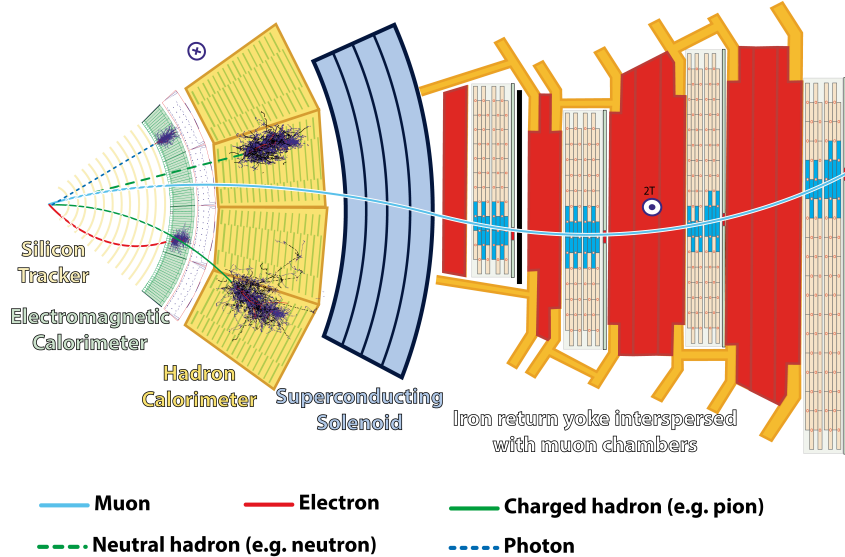 2T
Silicon
Tracker
Electromagnetic
Calorimeter
Hadron
Calorimeter
Superconducting
Solenoid
Iron return yoke interspersed
with muon chambers
Muon
Electron
Charged hadron (e.g. pion)
Neutral hadron (e.g. neutron)
Photon